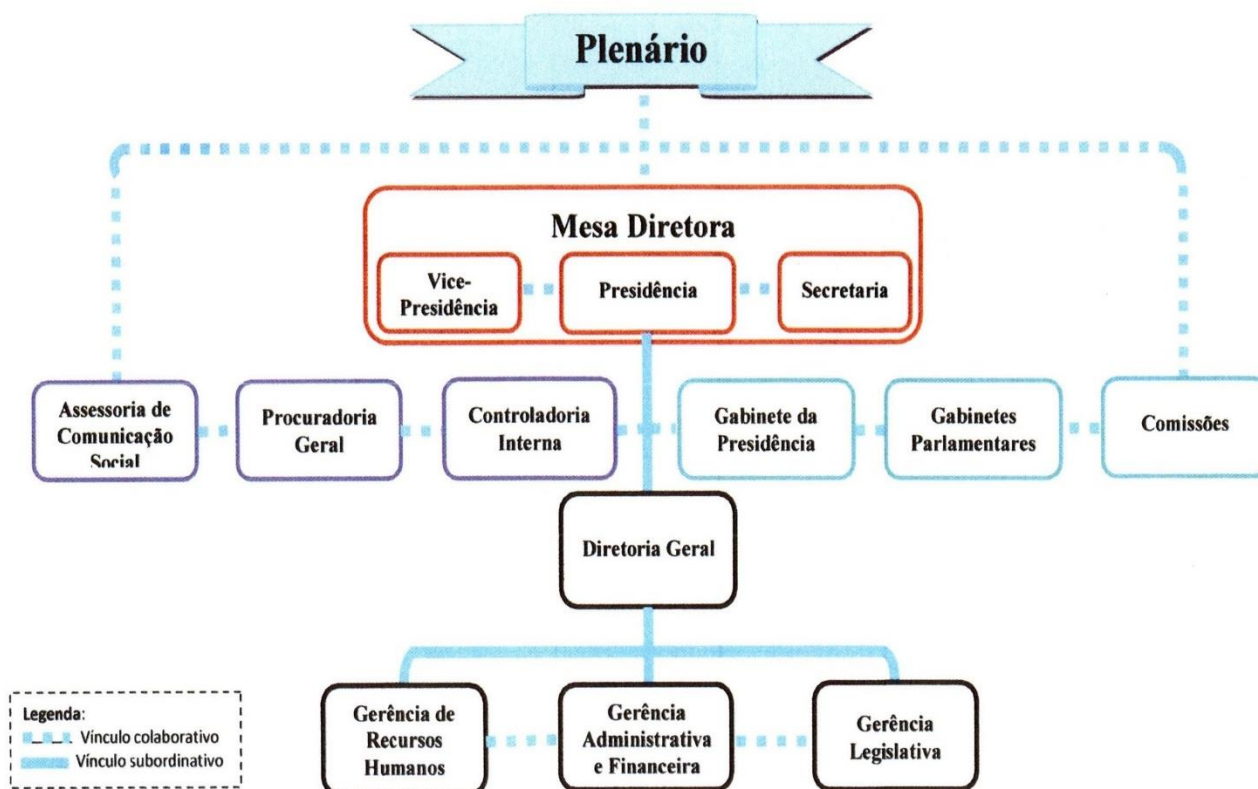 Plenário
Mesa Diretora
Vice-
Presidência
Presidência
Secretaria
Assessoria de
Comunicação
Social
Procuradoria
Geral
Controladoria
Interna
Gabinete da
Presidência
Gabinetes
Parlamentares
Comissões
Diretoria Geral
Gerência de
Recursos
Humanos
Gerência
Administrativa
e Financeira
Gerência
Legislativa
Legenda:
Vínculo colaborativo
Vínculo subordinativo